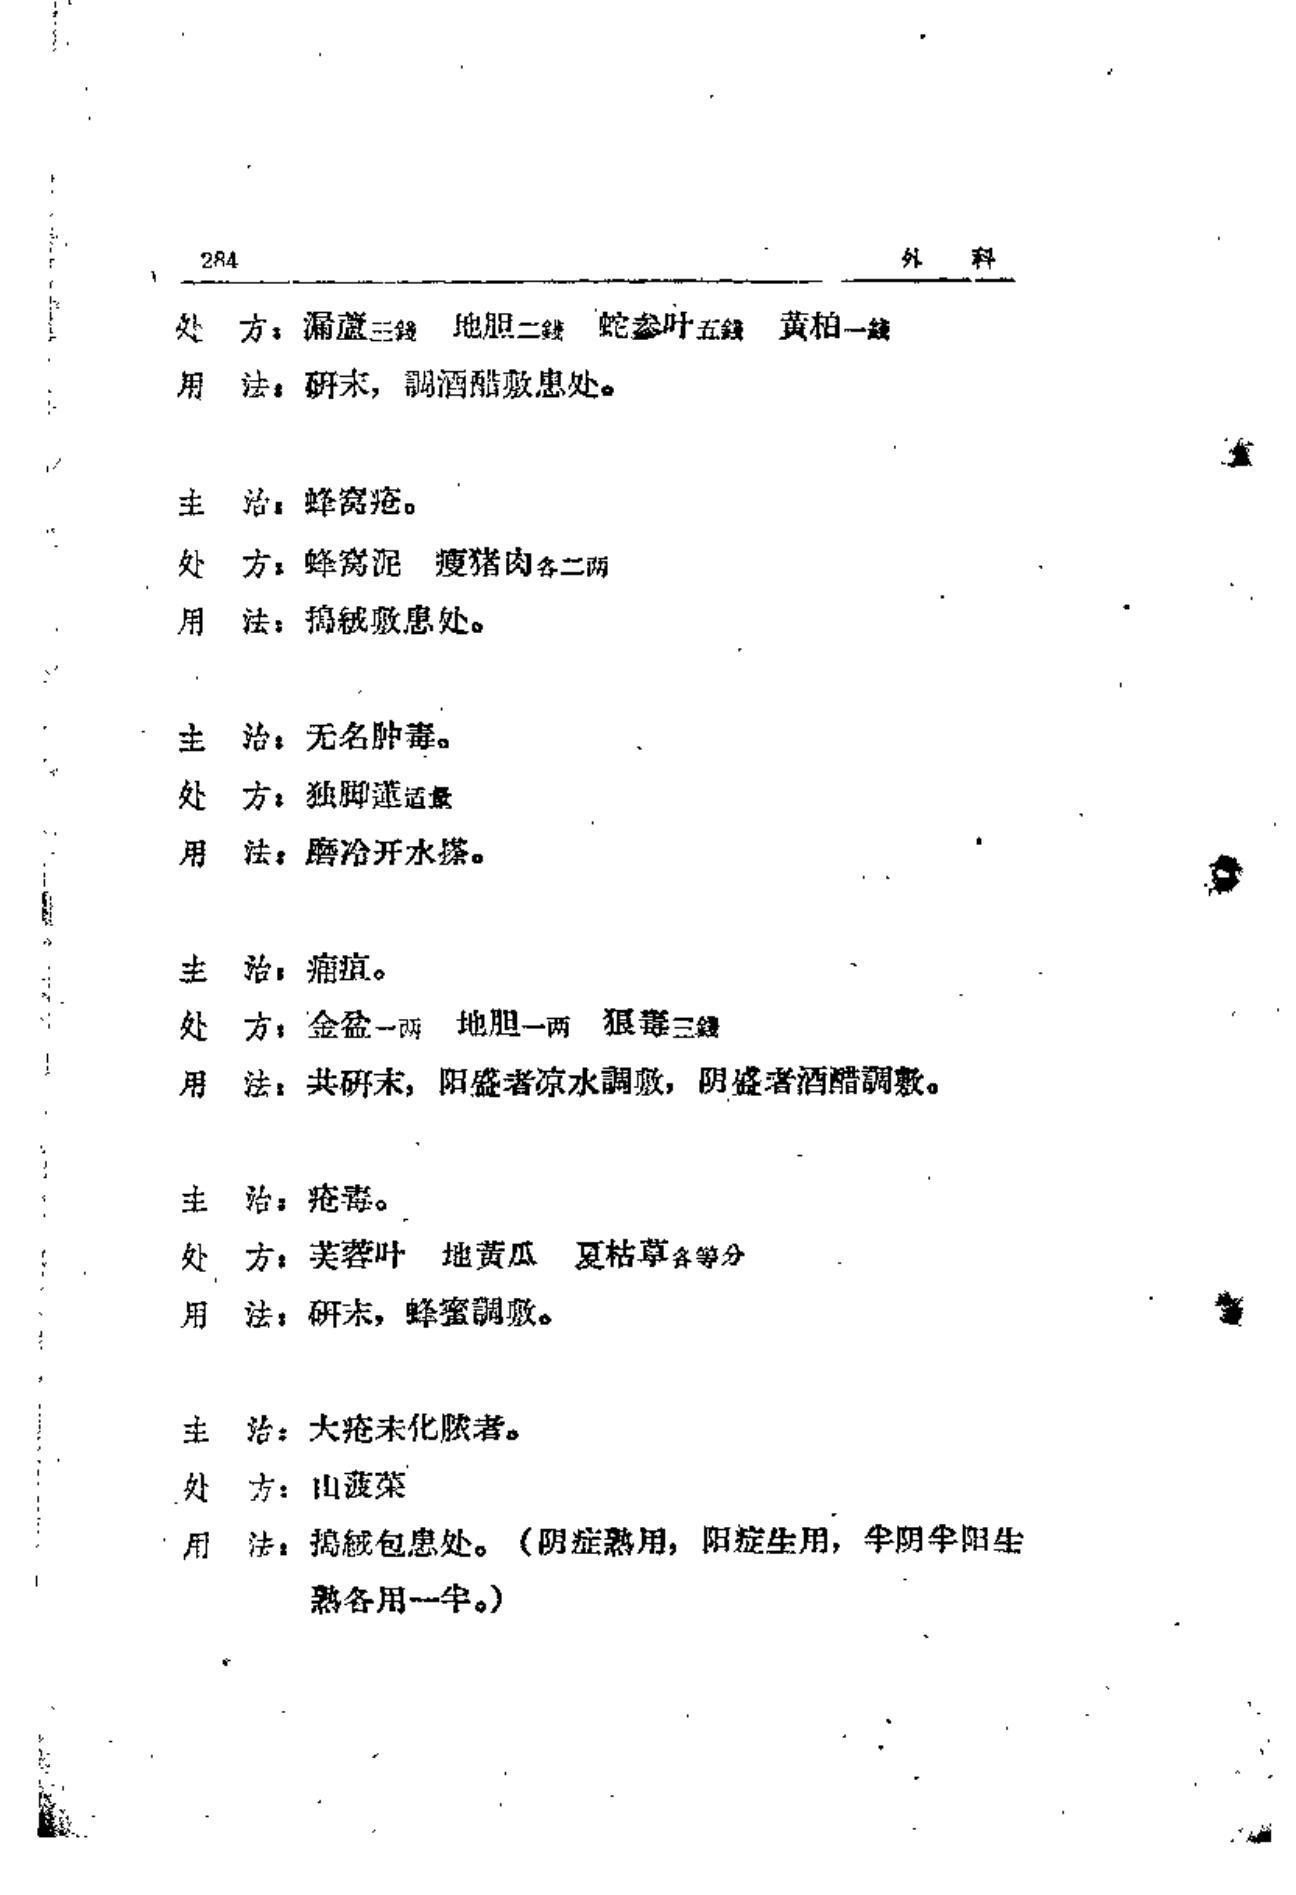 284 外 科
处 方：漏蘆三錢 地胆二錢 蛇参叶五錢 黃柏一錢
用 法：研末，調酒醋敷患处。
主 治：蜂窝疮。
处 方：蜂窝泥 瘦猪肉各二两
用 法：搗絨敷患处。
主 治：无名肿毒。
处 方：独脚蓮适量
用 法：磨冷开水搽。
主 治：痈疽。
处 方：金盆一两 地胆一两 狼毒三錢
用 法：共研末，阳盛者凉水調敷，阴盛者酒醋調敷。
主 治：疮毒。
处 方：芙蓉叶 地黃瓜 夏枯草各等分
用 法：研末，蜂蜜調敷。
主 治：大疮未化脓者。
处 方：山菠菜
用 法：搗絨包患处。（阴症熟用，阳症生用，半阴半阳生
熟各用一半。）